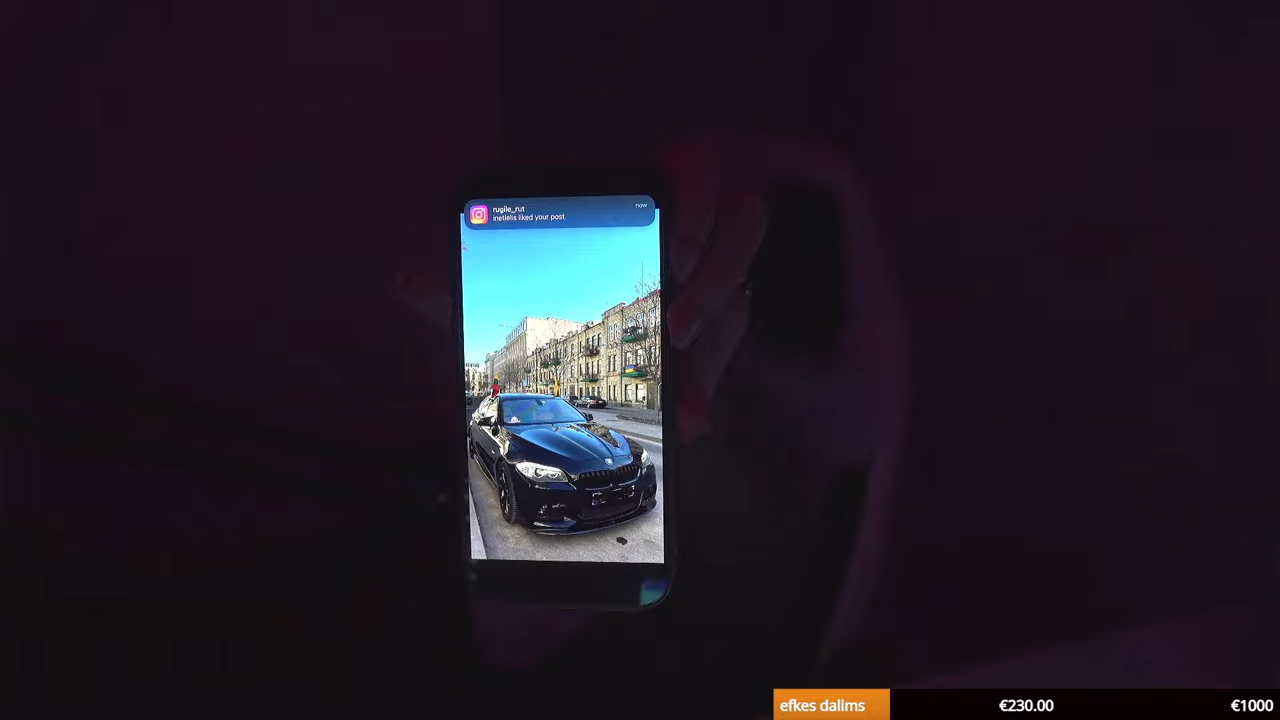 rugile_rut
now
inetielis liked your post.
efkes dalims €230.00 €1000